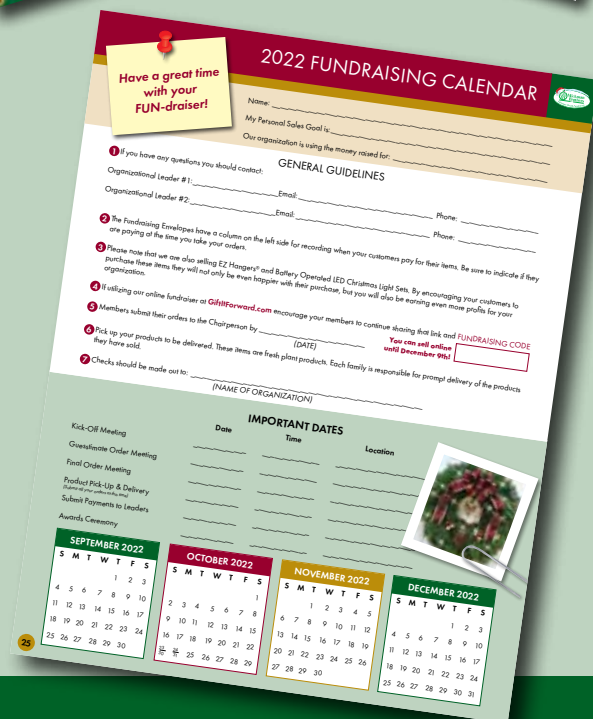 2022 FUNDRAISING CALENDAR
Have a great time
with your
FUN-draiser!
Name:
My Personal Sales Goal is:
Our organization is using the money raised for:
GENERAL GUIDELINES
1 If you have any questions you should contact:
Organizational Leader #1: Email: Phone:
Organizational Leader #2: Email: Phone:
2 The Fundraising Envelopes have a column on the left side for recording when your customers pay for their items. Be sure to indicate if they
are paying at the time you take your orders.
3 Please note that we are also selling EZ Hangers® and Battery Operated LED Christmas Light Sets. By encouraging your customers to
purchase these items they will not only be even happier with their purchase, but you will also be earning even more profits for your
organization.
4 If utilizing our online fundraiser at GiftItForward.com encourage your members to continue sharing that link and FUNDRAISING CODE
You can sell online
until December 9th!
5 Members submit their orders to the Chairperson by
(DATE)
6 Pick up your products to be delivered. These items are fresh plant products. Each family is responsible for prompt delivery of the products
they have sold.
7 Checks should be made out to:
(NAME OF ORGANIZATION)
IMPORTANT DATES
Date Time Location
Kick-Off Meeting
Guesstimate Order Meeting
Final Order Meeting
Product Pick-Up & Delivery
Submit Payments to Leaders
Awards Ceremony
SEPTEMBER 2022
S M T W T F S
1 2 3
4 5 6 7 8 9 10
11 12 13 14 15 16 17
18 19 20 21 22 23 24
25 26 27 28 29 30
OCTOBER 2022
S M T W T F S
1
2 3 4 5 6 7 8
9 10 11 12 13 14 15
16 17 18 19 20 21 22
23/30 24/31 25 26 27 28 29
NOVEMBER 2022
S M T W T F S
1 2 3 4 5
6 7 8 9 10 11 12
13 14 15 16 17 18 19
20 21 22 23 24 25 26
27 28 29 30
DECEMBER 2022
S M T W T F S
1 2 3
4 5 6 7 8 9 10
11 12 13 14 15 16 17
18 19 20 21 22 23 24
25 26 27 28 29 30 31
25